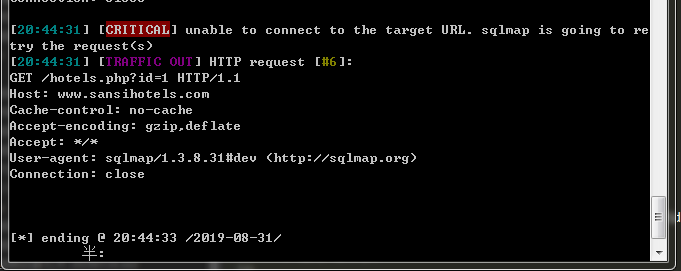 [20:44:31] [CRITICAL] unable to connect to the target URL. sqlmap is going to re
try the request(s)
[20:44:31] [TRAFFIC OUT] HTTP request [#6]:
GET /hotels.php?id=1 HTTP/1.1
Host: www.sansihotels.com
Cache-control: no-cache
Accept-encoding: gzip,deflate
Accept: */*
User-agent: sqlmap/1.3.8.31#dev (http://sqlmap.org)
Connection: close
[*] ending @ 20:44:33 /2019-08-31/
半: